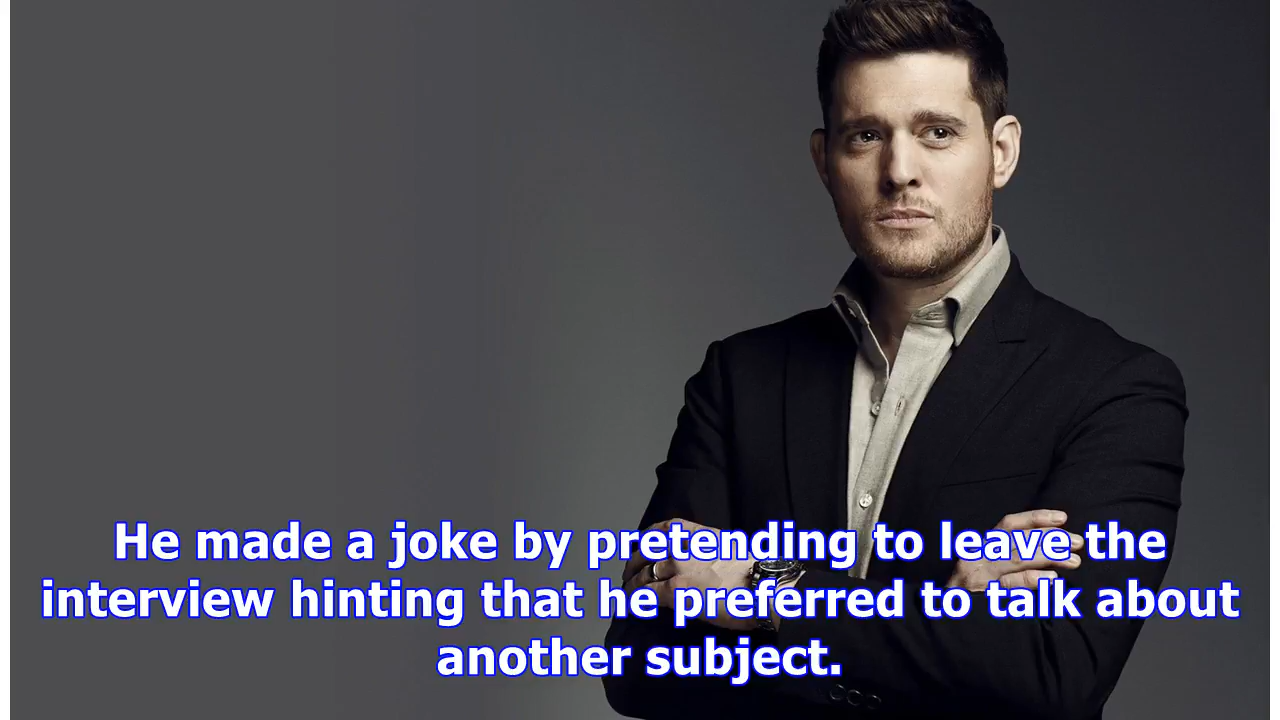 He made a joke by pretending to leave the
interview hinting that he preferred to talk about
another subject.